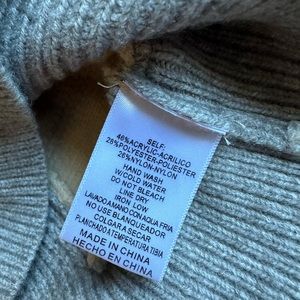 SELF:
46%ACRYLIC-ACRILICO
28%POLYESTER-POLIESTER
26%NYLON-NYLON
HAND WASH
W/COLD WATER
DO NOT BLEACH
LINE DRY
IRON LOW
LAVADO A MANO CON AQUA FRIA
NO USE BLANQUEADOR
COLGAR A SECAR
PLANCHADO A TEMPERATURA TIBIA
MADE IN CHINA
HECHO EN CHINA